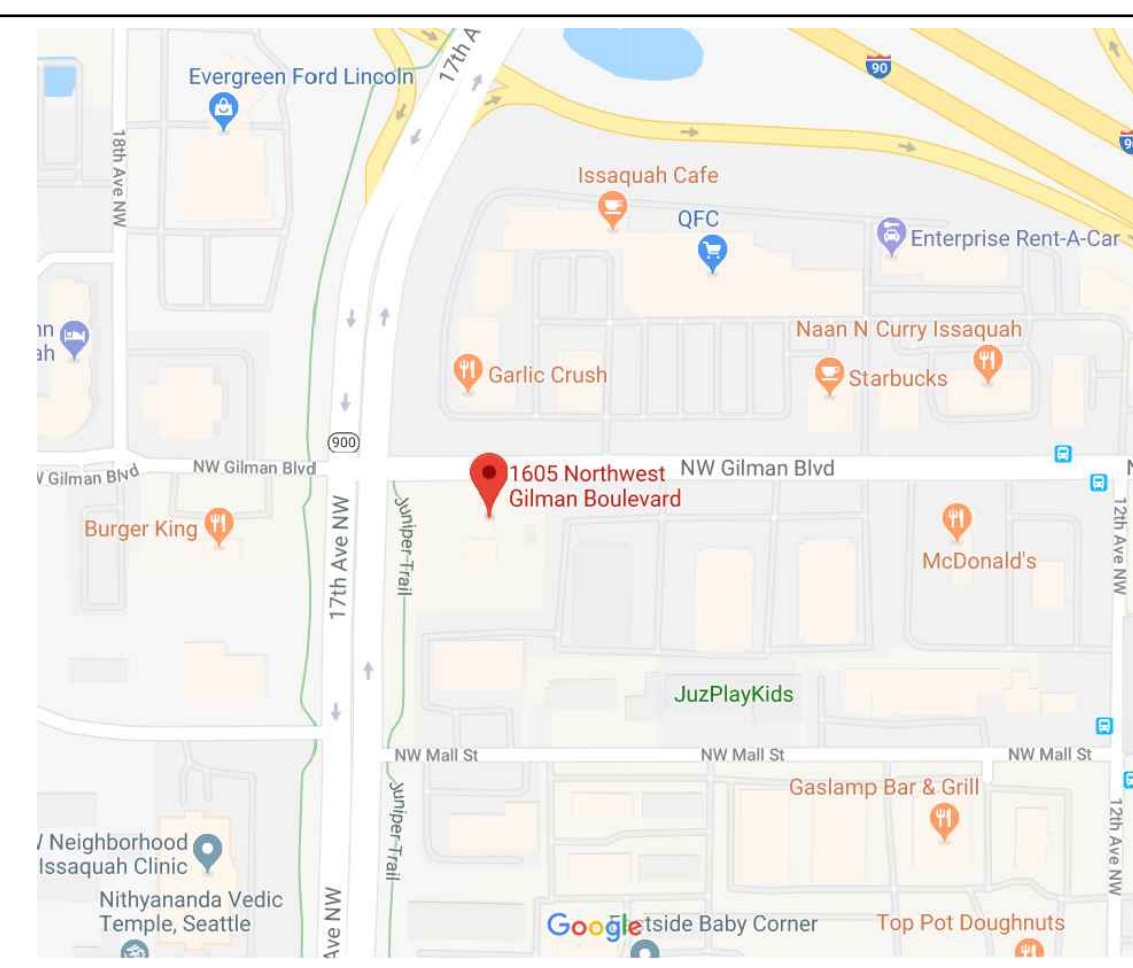 17th A
Evergreen Ford Lincoln
90
9
18th Ave NW
Issaquah Cafe
QFC
Enterprise Rent-A-Car
nn
ah
Naan N Curry Issaquah
Garlic Crush
Starbucks
900
NW Gilman Blvd
1605 Northwest
Gilman Boulevard
NW Gilman Blvd
N
V Gilman Blvd
Burger King
17th Ave NW
Juniper-Trail
McDonald's
12th Ave NW
JuzPlayKids
NW Mall St
NW Mall St
NW Mall St
Gaslamp Bar & Grill
Juniper-Trail
12th Ave NW
Neighborhood
Issaquah Clinic
Nithyananda Vedic
Temple, Seattle
Ave NW
Google
tside Baby Corner
Top Pot Doughnuts